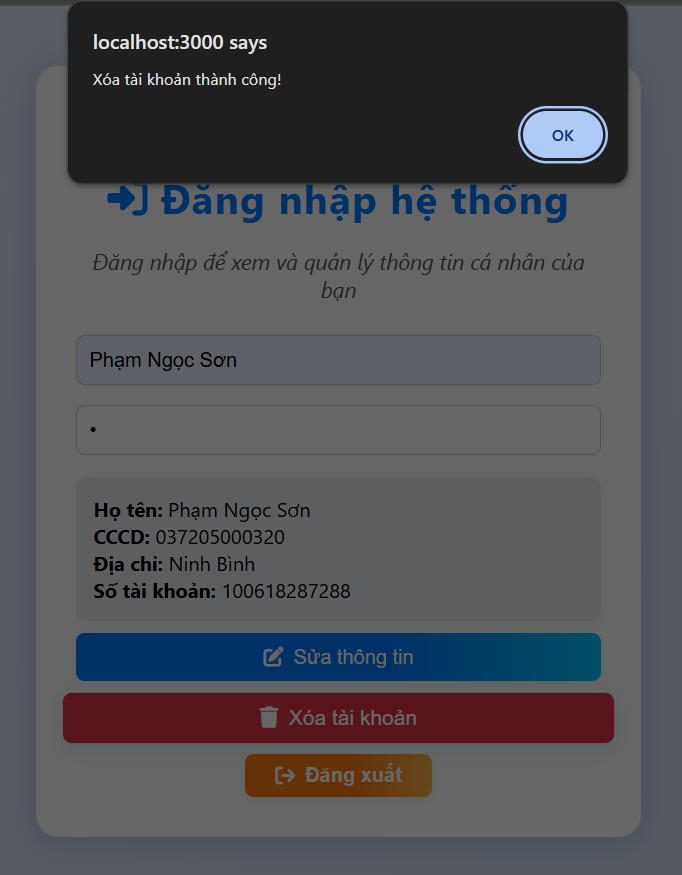 localhost:3000 says
Xóa tài khoản thành công!
OK
Đăng nhập hệ thống
Đăng nhập để xem và quản lý thông tin cá nhân của
bạn
Phạm Ngọc Sơn
•
Họ tên: Phạm Ngọc Sơn
CCCD: 037205000320
Địa chỉ: Ninh Bình
Số tài khoản: 100618287288
Sửa thông tin
Xóa tài khoản
Đăng xuất